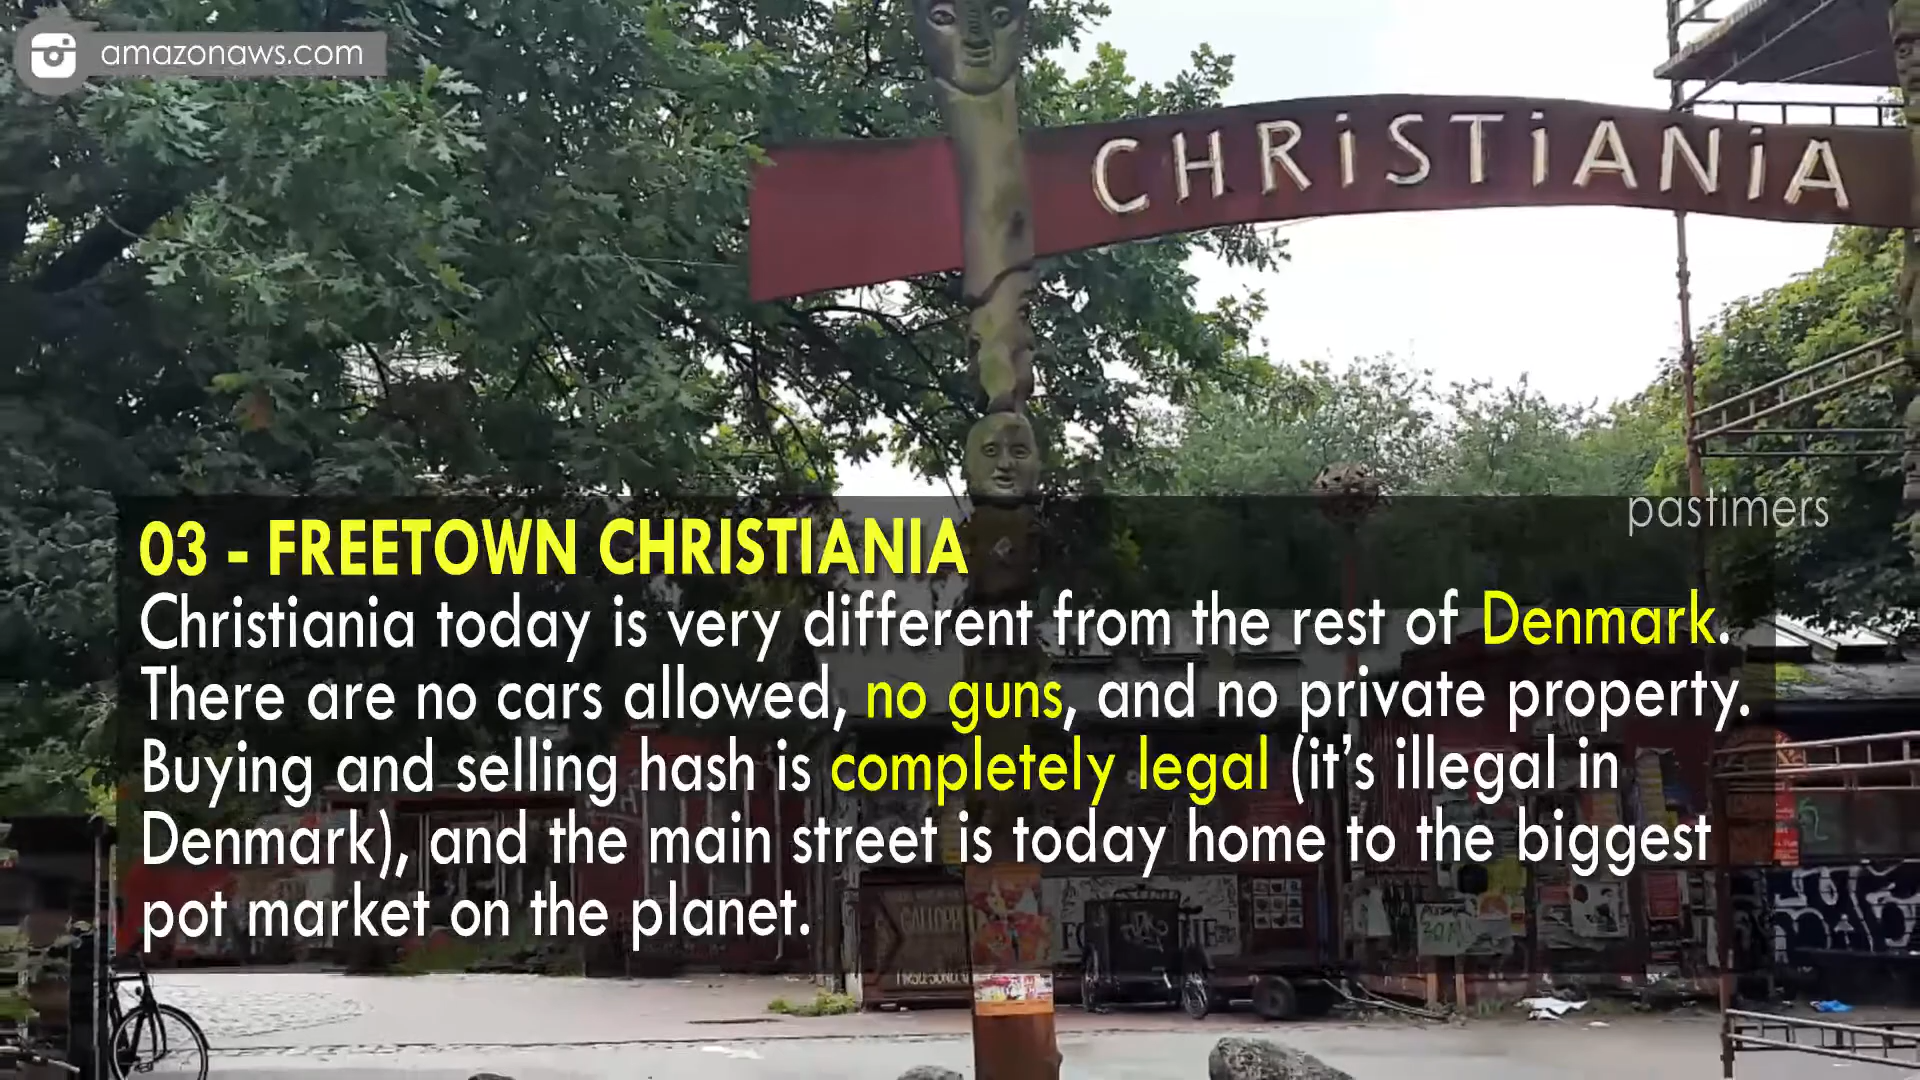 amazonaws.com
CHRiSTiANiA
pastimers
03 - FREETOWN CHRISTIANIA
Christiania today is very different from the rest of Denmark.
There are no cars allowed, no guns, and no private property.
Buying and selling hash is completely legal (it's illegal in
Denmark), and the main street is today home to the biggest
pot market on the planet.